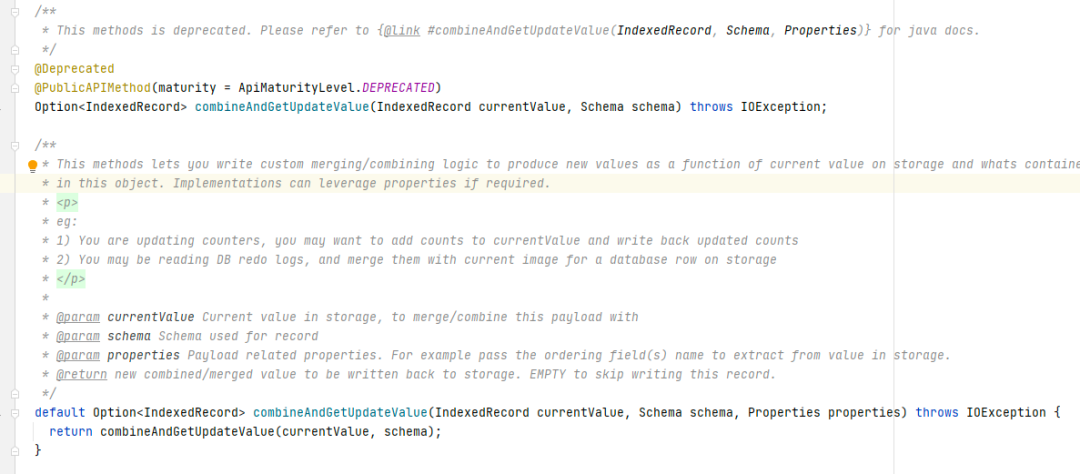 /**
* This methods is deprecated. Please refer to {@link #combineAndGetUpdateValue(IndexedRecord, Schema, Properties)} for java docs.
*/
@Deprecated
@PublicAPIMethod(maturity = ApiMaturityLevel.DEPRECATED)
Option<IndexedRecord> combineAndGetUpdateValue(IndexedRecord currentValue, Schema schema) throws IOException;
/**
* This methods lets you write custom merging/combining logic to produce new values as a function of current value on storage and whats containe
* in this object. Implementations can leverage properties if required.
* <p>
* eg:
* 1) You are updating counters, you may want to add counts to currentValue and write back updated counts
* 2) You may be reading DB redo logs, and merge them with current image for a database row on storage
* </p>
*
* @param currentValue Current value in storage, to merge/combine this payload with
* @param schema Schema used for record
* @param properties Payload related properties. For example pass the ordering field(s) name to extract from value in storage.
* @return new combined/merged value to be written back to storage. EMPTY to skip writing this record.
*/
default Option<IndexedRecord> combineAndGetUpdateValue(IndexedRecord currentValue, Schema schema, Properties properties) throws IOException {
return combineAndGetUpdateValue(currentValue, schema);
}